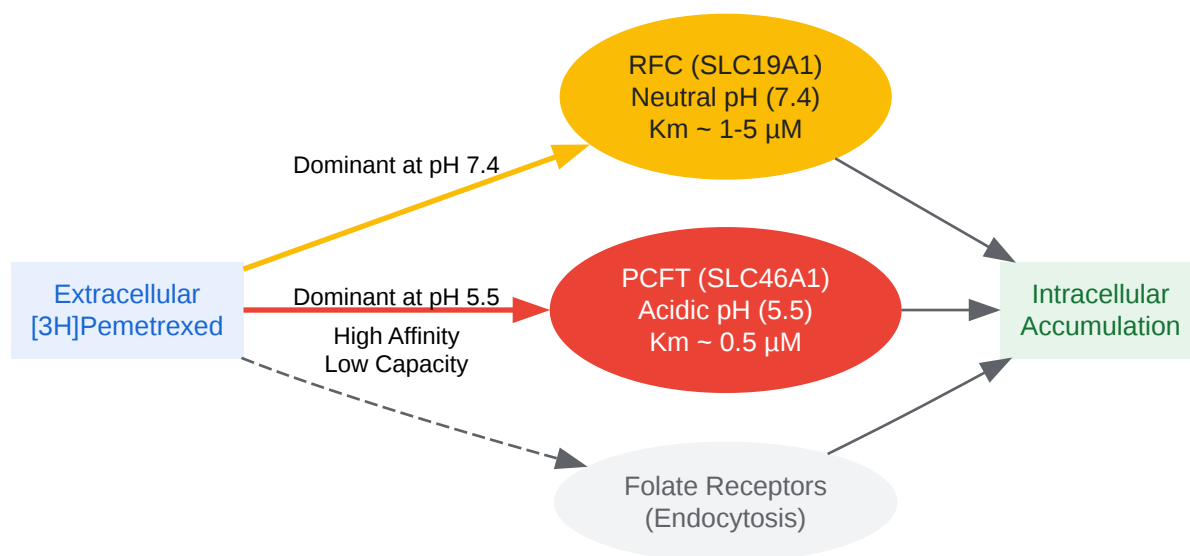 RFC (SLC19A1)
Neutral pH (7.4)
Km ~ 1-5 µM
Dominant at pH 7.4
Extracellular
[3H]Pemetrexed
Dominant at pH 5.5
High Affinity
Low Capacity
PCFT (SLC46A1)
Acidic pH (5.5)
Km ~ 0.5 µM
Intracellular
Accumulation
Folate Receptors
(Endocytosis)